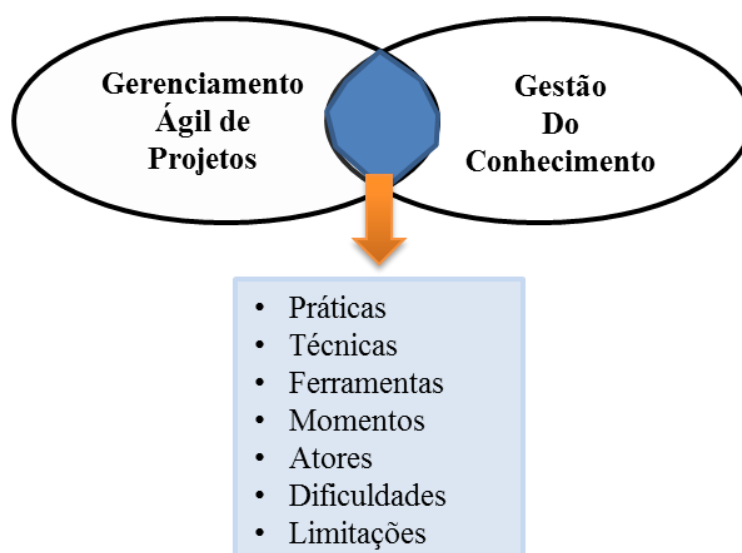 Gerenciamento
Ágil de
Projetos
Gestão
Do
Conhecimento
• Práticas
• Técnicas
• Ferramentas
• Momentos
• Atores
• Dificuldades
• Limitações